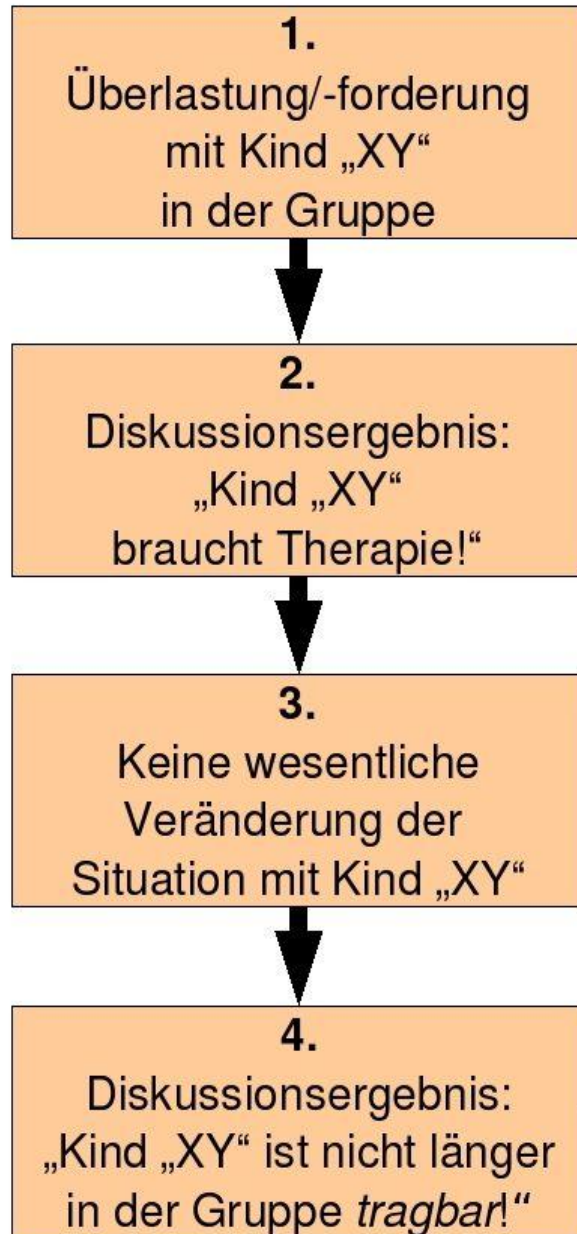 1.
Überlastung/-forderung
mit Kind „XY“
in der Gruppe
2.
Diskussionsergebnis:
„Kind „XY“
braucht Therapie!“
3.
Keine wesentliche
Veränderung der
Situation mit Kind „XY“
4.
Diskussionsergebnis:
„Kind „XY“ ist nicht länger
in der Gruppe tragbar!“